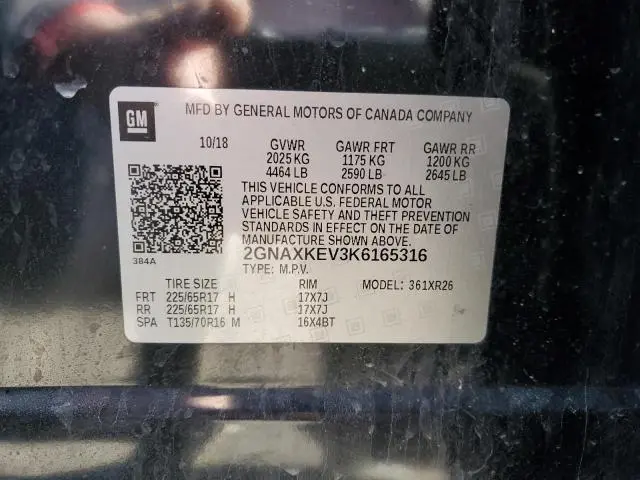 GM
MFD BY GENERAL MOTORS OF CANADA COMPANY
10/18 GVWR GAWR FRT GAWR RR
2025 KG 1175 KG 1200 KG
4464 LB 2590 LB 2645 LB
THIS VEHICLE CONFORMS TO ALL
APPLICABLE U.S. FEDERAL MOTOR
VEHICLE SAFETY AND THEFT PREVENTION
STANDARDS IN EFFECT ON THE DATE OF
MANUFACTURE SHOWN ABOVE.
384A
2GNAXKEV3K6165316
TYPE: M.P.V.
TIRE SIZE RIM MODEL: 361XR26
FRT 225/65R17 H 17X7J
RR 225/65R17 H 17X7J
SPA T135/70R16 M 16X4BT